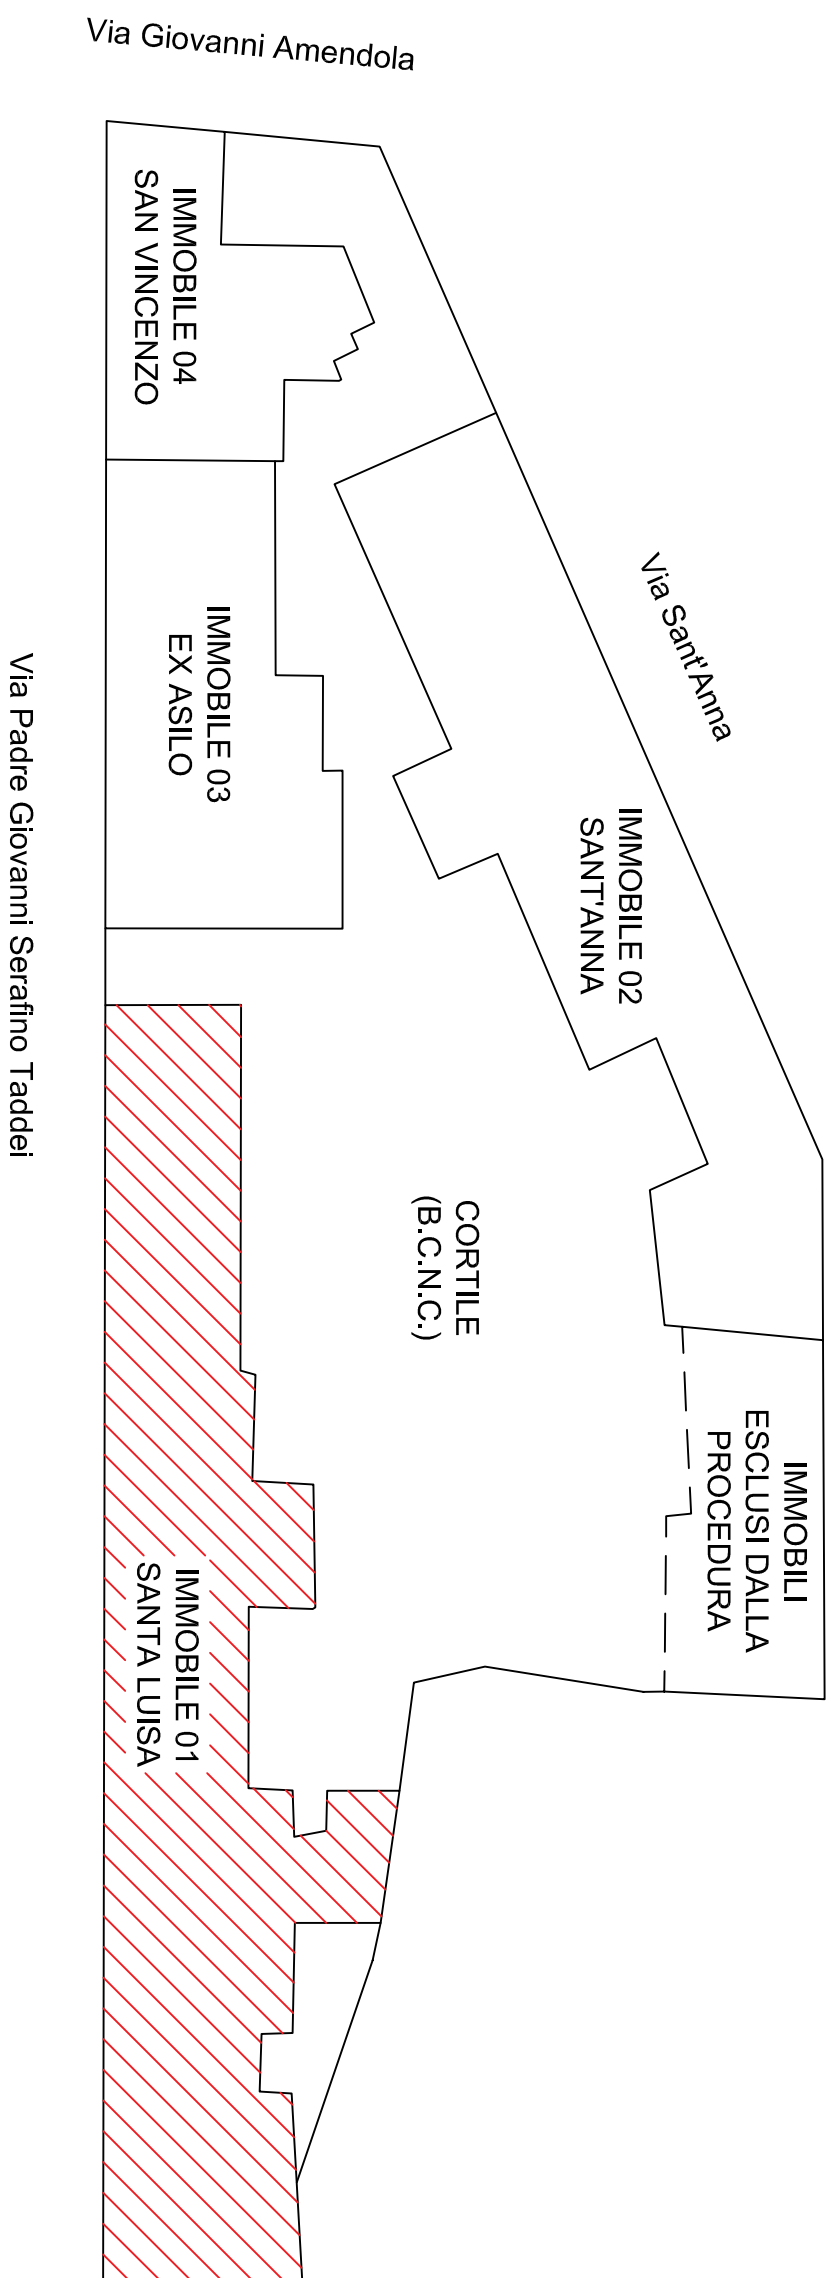 Via Giovanni Amendola
IMMOBILE 04
SAN VINCENZO
Via Sant'Anna
IMMOBILE 03
EX ASILO
Via Padre Giovanni Serafino Taddei
IMMOBILE 02
SANT'ANNA
CORTILE
(B.C.N.C.)
IMMOBILI
ESCLUSI DALLA
PROCEDURA
IMMOBILE 01
SANTA LUISA